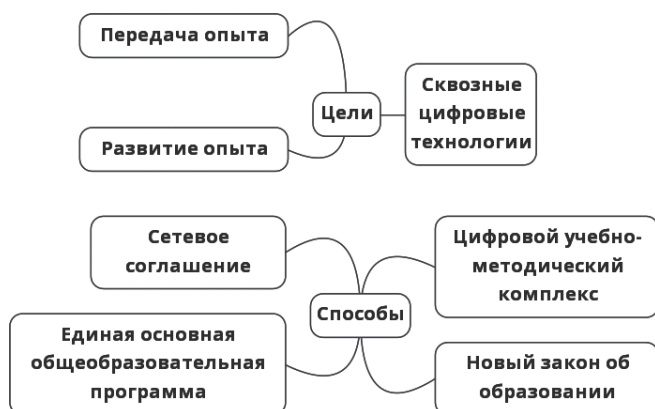 Передача опыта
Цели
Сквозные
цифровые
технологии
Развитие опыта
Сетевое
соглашение
Цифровой учебно-
методический
комплекс
Способы
Единая основная
общеобразовательная
программа
Новый закон об
образовании